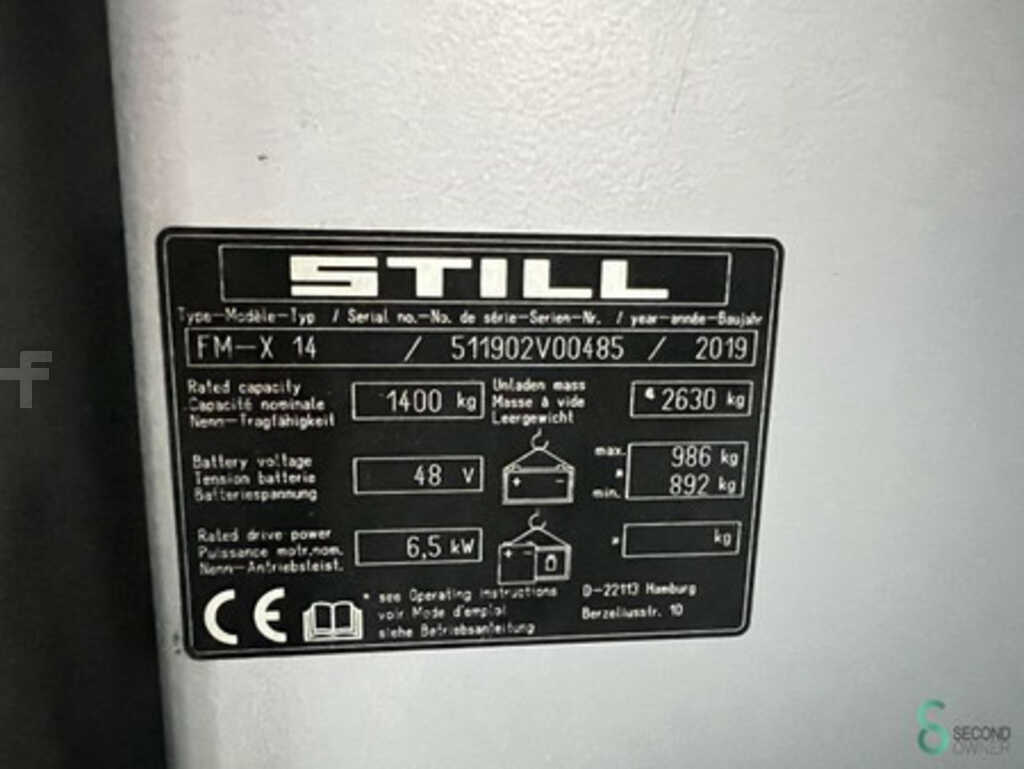 STILL
Type-Modèle-Typ / Serial no.-No. de série-Serien-Nr. / year-année-Baujahr
FM-X 14 / 511902V00485 / 2019
Rated capacity
Capacité nominale
Nenn-Tragfähigkeit
1400 kg
Unladen mass
Masse à vide
Leergewicht
2630 kg
Battery voltage
Tension batterie
Batteriespannung
48 V
+ -
max.
*
min.
986 kg
892 kg
Rated drive power
Puissance motr.nom.
Nenn-Antriebsleist.
6,5 kW
+ -
* kg
CE
* see Operating instructions
voir Mode d'emploi
siehe Betriebsanleitung
D-22113 Hamburg
Berzeliusstr. 10
f
SECOND
OWNER